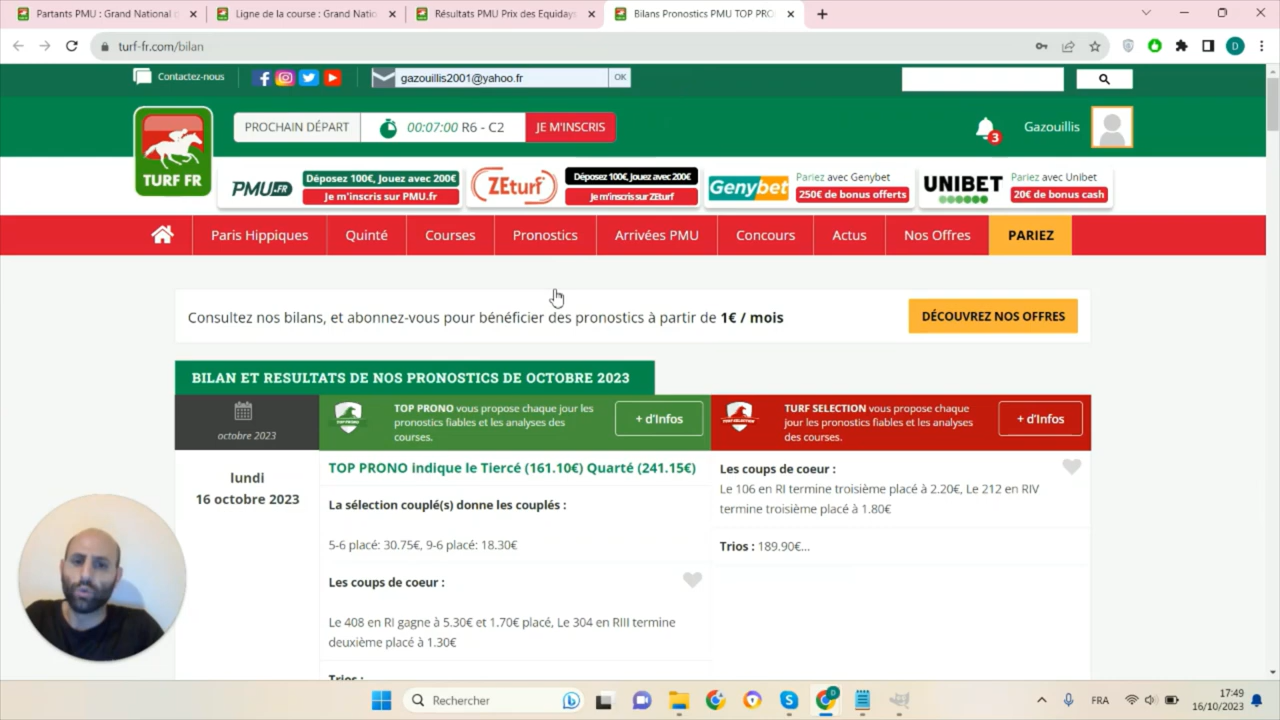 Partants PMU : Grand National d
Ligne de la course : Grand Natio
Résultats PMU Prix des Equidays
Bilans Pronostics PMU TOP PRO
turf-fr.com/bilan
D
Contactez-nous
gazouillis2001@yahoo.fr
OK
TURF FR
PROCHAIN DÉPART
00:07:00 R6 - C2
JE M'INSCRIS
3
Gazouillis
PMU.FR
Déposez 100€, Jouez avec 200€
Je m'inscris sur PMU.fr
ZEturf
Déposez 100€, Jouez avec 200€
Je m'inscris sur ZEturf
Genybet
Pariez avec Genybet
250€ de bonus offerts
UNIBET
Pariez avec Unibet
20€ de bonus cash
Paris Hippiques
Quinté
Courses
Pronostics
Arrivées PMU
Concours
Actus
Nos Offres
PARIEZ
Consultez nos bilans, et abonnez-vous pour bénéficier des pronostics à partir de 1€ / mois
DÉCOUVREZ NOS OFFRES
BILAN ET RESULTATS DE NOS PRONOSTICS DE OCTOBRE 2023
octobre 2023
TOP PRONO
TOP PRONO vous propose chaque jour les
pronostics fiables et les analyses des
courses.
+ d'Infos
TURF SELECTION
TURF SELECTION vous propose chaque
jour les pronostics fiables et les analyses
des courses.
+ d'Infos
lundi
16 octobre 2023
TOP PRONO indique le Tiercé (161.10€) Quarté (241.15€)
La sélection couplé(s) donne les couplés :
5-6 placé: 30.75€, 9-6 placé: 18.30€
Les coups de coeur :
Le 408 en RI gagne à 5.30€ et 1.70€ placé, Le 304 en RIII termine
deuxième placé à 1.30€
Trios :
Les coups de coeur :
Le 106 en RI termine troisième placé à 2.20€, Le 212 en RIV
termine troisième placé à 1.80€
Trios : 189.90€...
Rechercher
FRA
17:49
16/10/2023